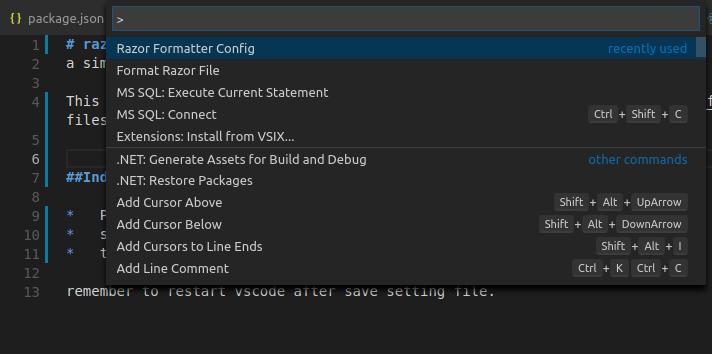 {} package.json
>
Razor Formatter Config recently used
Format Razor File
MS SQL: Execute Current Statement
MS SQL: Connect Ctrl + Shift + C
Extensions: Install from VSIX...
.NET: Generate Assets for Build and Debug other commands
.NET: Restore Packages
Add Cursor Above Shift + Alt + UpArrow
Add Cursor Below Shift + Alt + DownArrow
Add Cursors to Line Ends Shift + Alt + I
Add Line Comment Ctrl + K Ctrl + C
1 # raz
2 a sim
3
4 This
files
5
6
7 ##Ind
8
9 *
10 * s
11 * t
12
13 remember to restart vscode after save setting file.